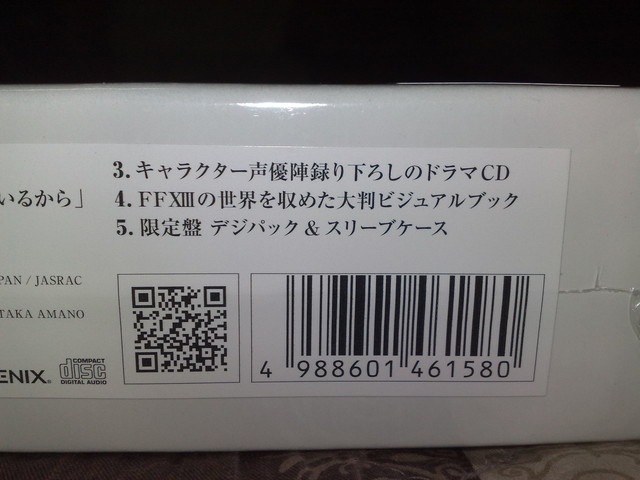 3. キャラクター声優陣録り下ろしのドラマCD
いるから」
4. FFXIIIの世界を収めた大判ビジュアルブック
5. 限定盤 デジパック & スリーブケース
PAN / JASRAC
TAKA AMANO
ENIX®
COMPACT
disc
DIGITAL AUDIO
4 988601 461580